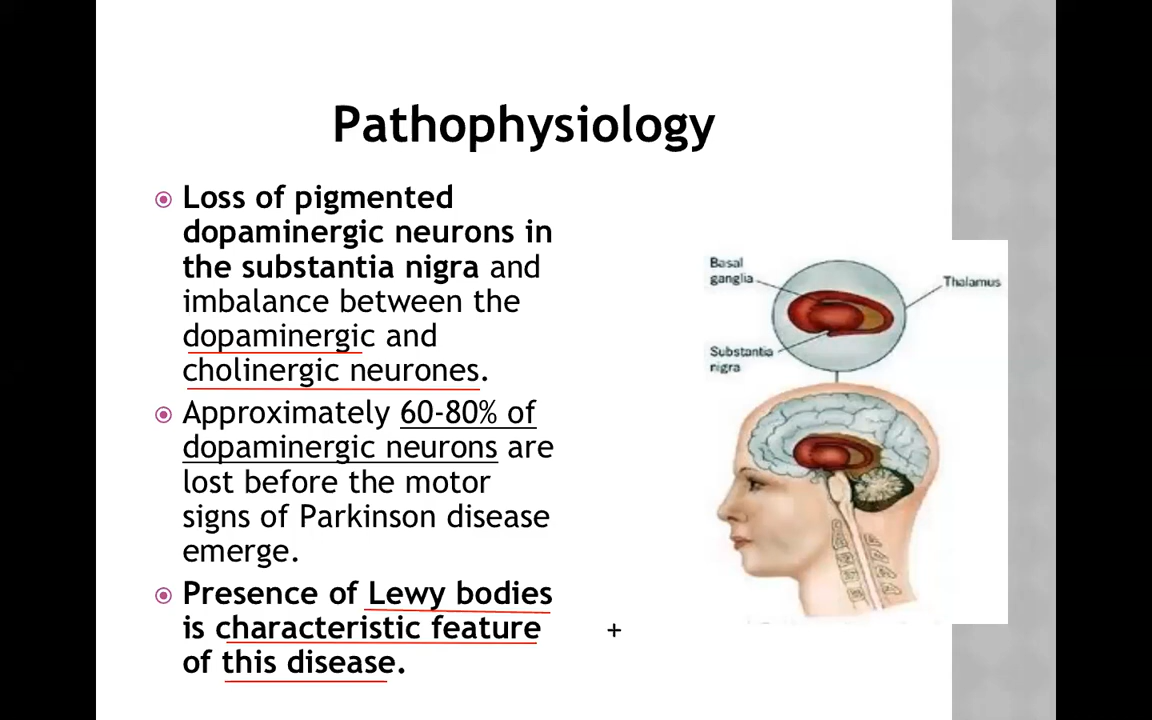 Pathophysiology
Loss of pigmented
dopaminergic neurons in
the substantia nigra and
imbalance between the
dopaminergic and
cholinergic neurones.
Approximately 60-80% of
dopaminergic neurons are
lost before the motor
signs of Parkinson disease
emerge.
Presence of Lewy bodies
is characteristic feature
of this disease.
Basal
ganglia
Thalamus
Substantia
nigra